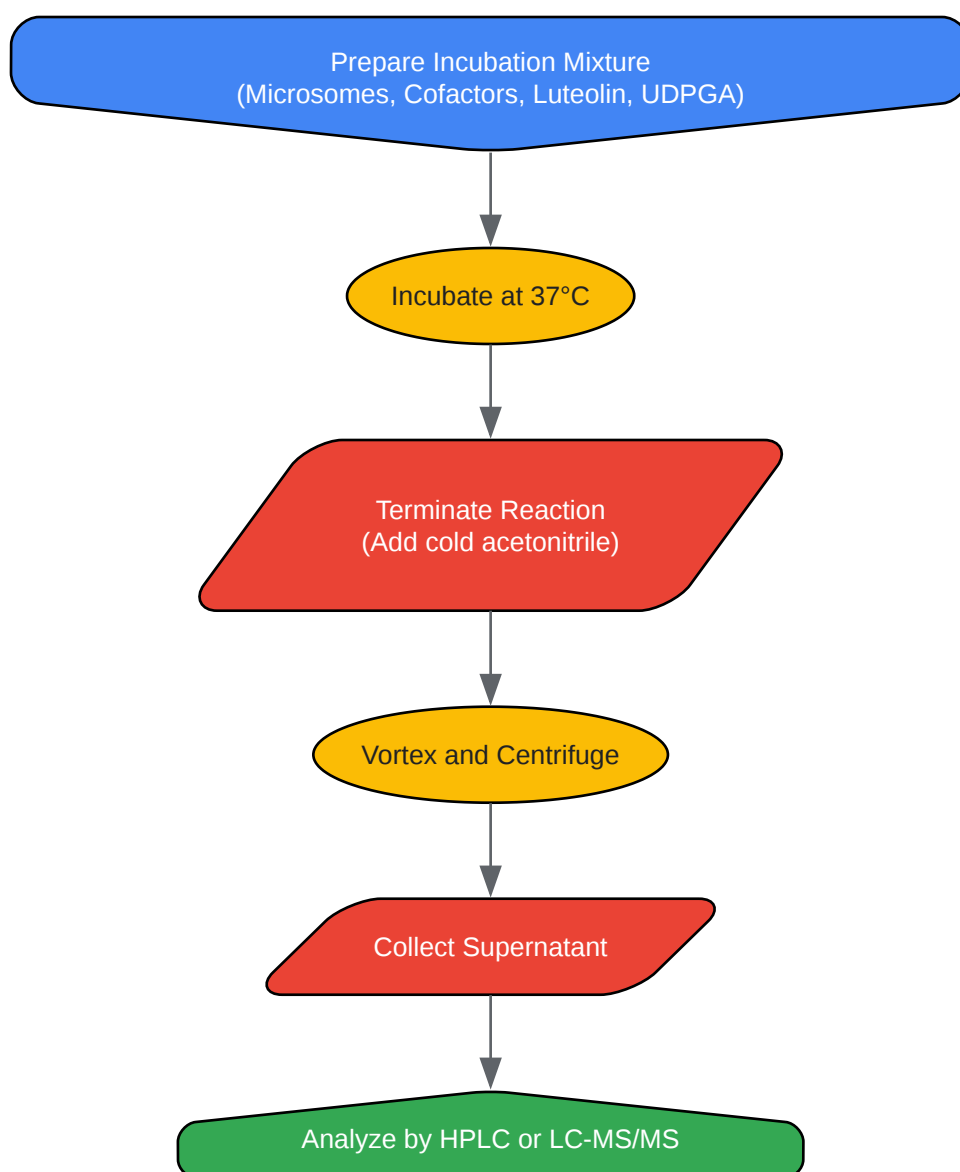 Prepare Incubation Mixture
(Microsomes, Cofactors, Luteolin, UDPGA)
Incubate at 37°C
Terminate Reaction
(Add cold acetonitrile)
Vortex and Centrifuge
Collect Supernatant
Analyze by HPLC or LC-MS/MS